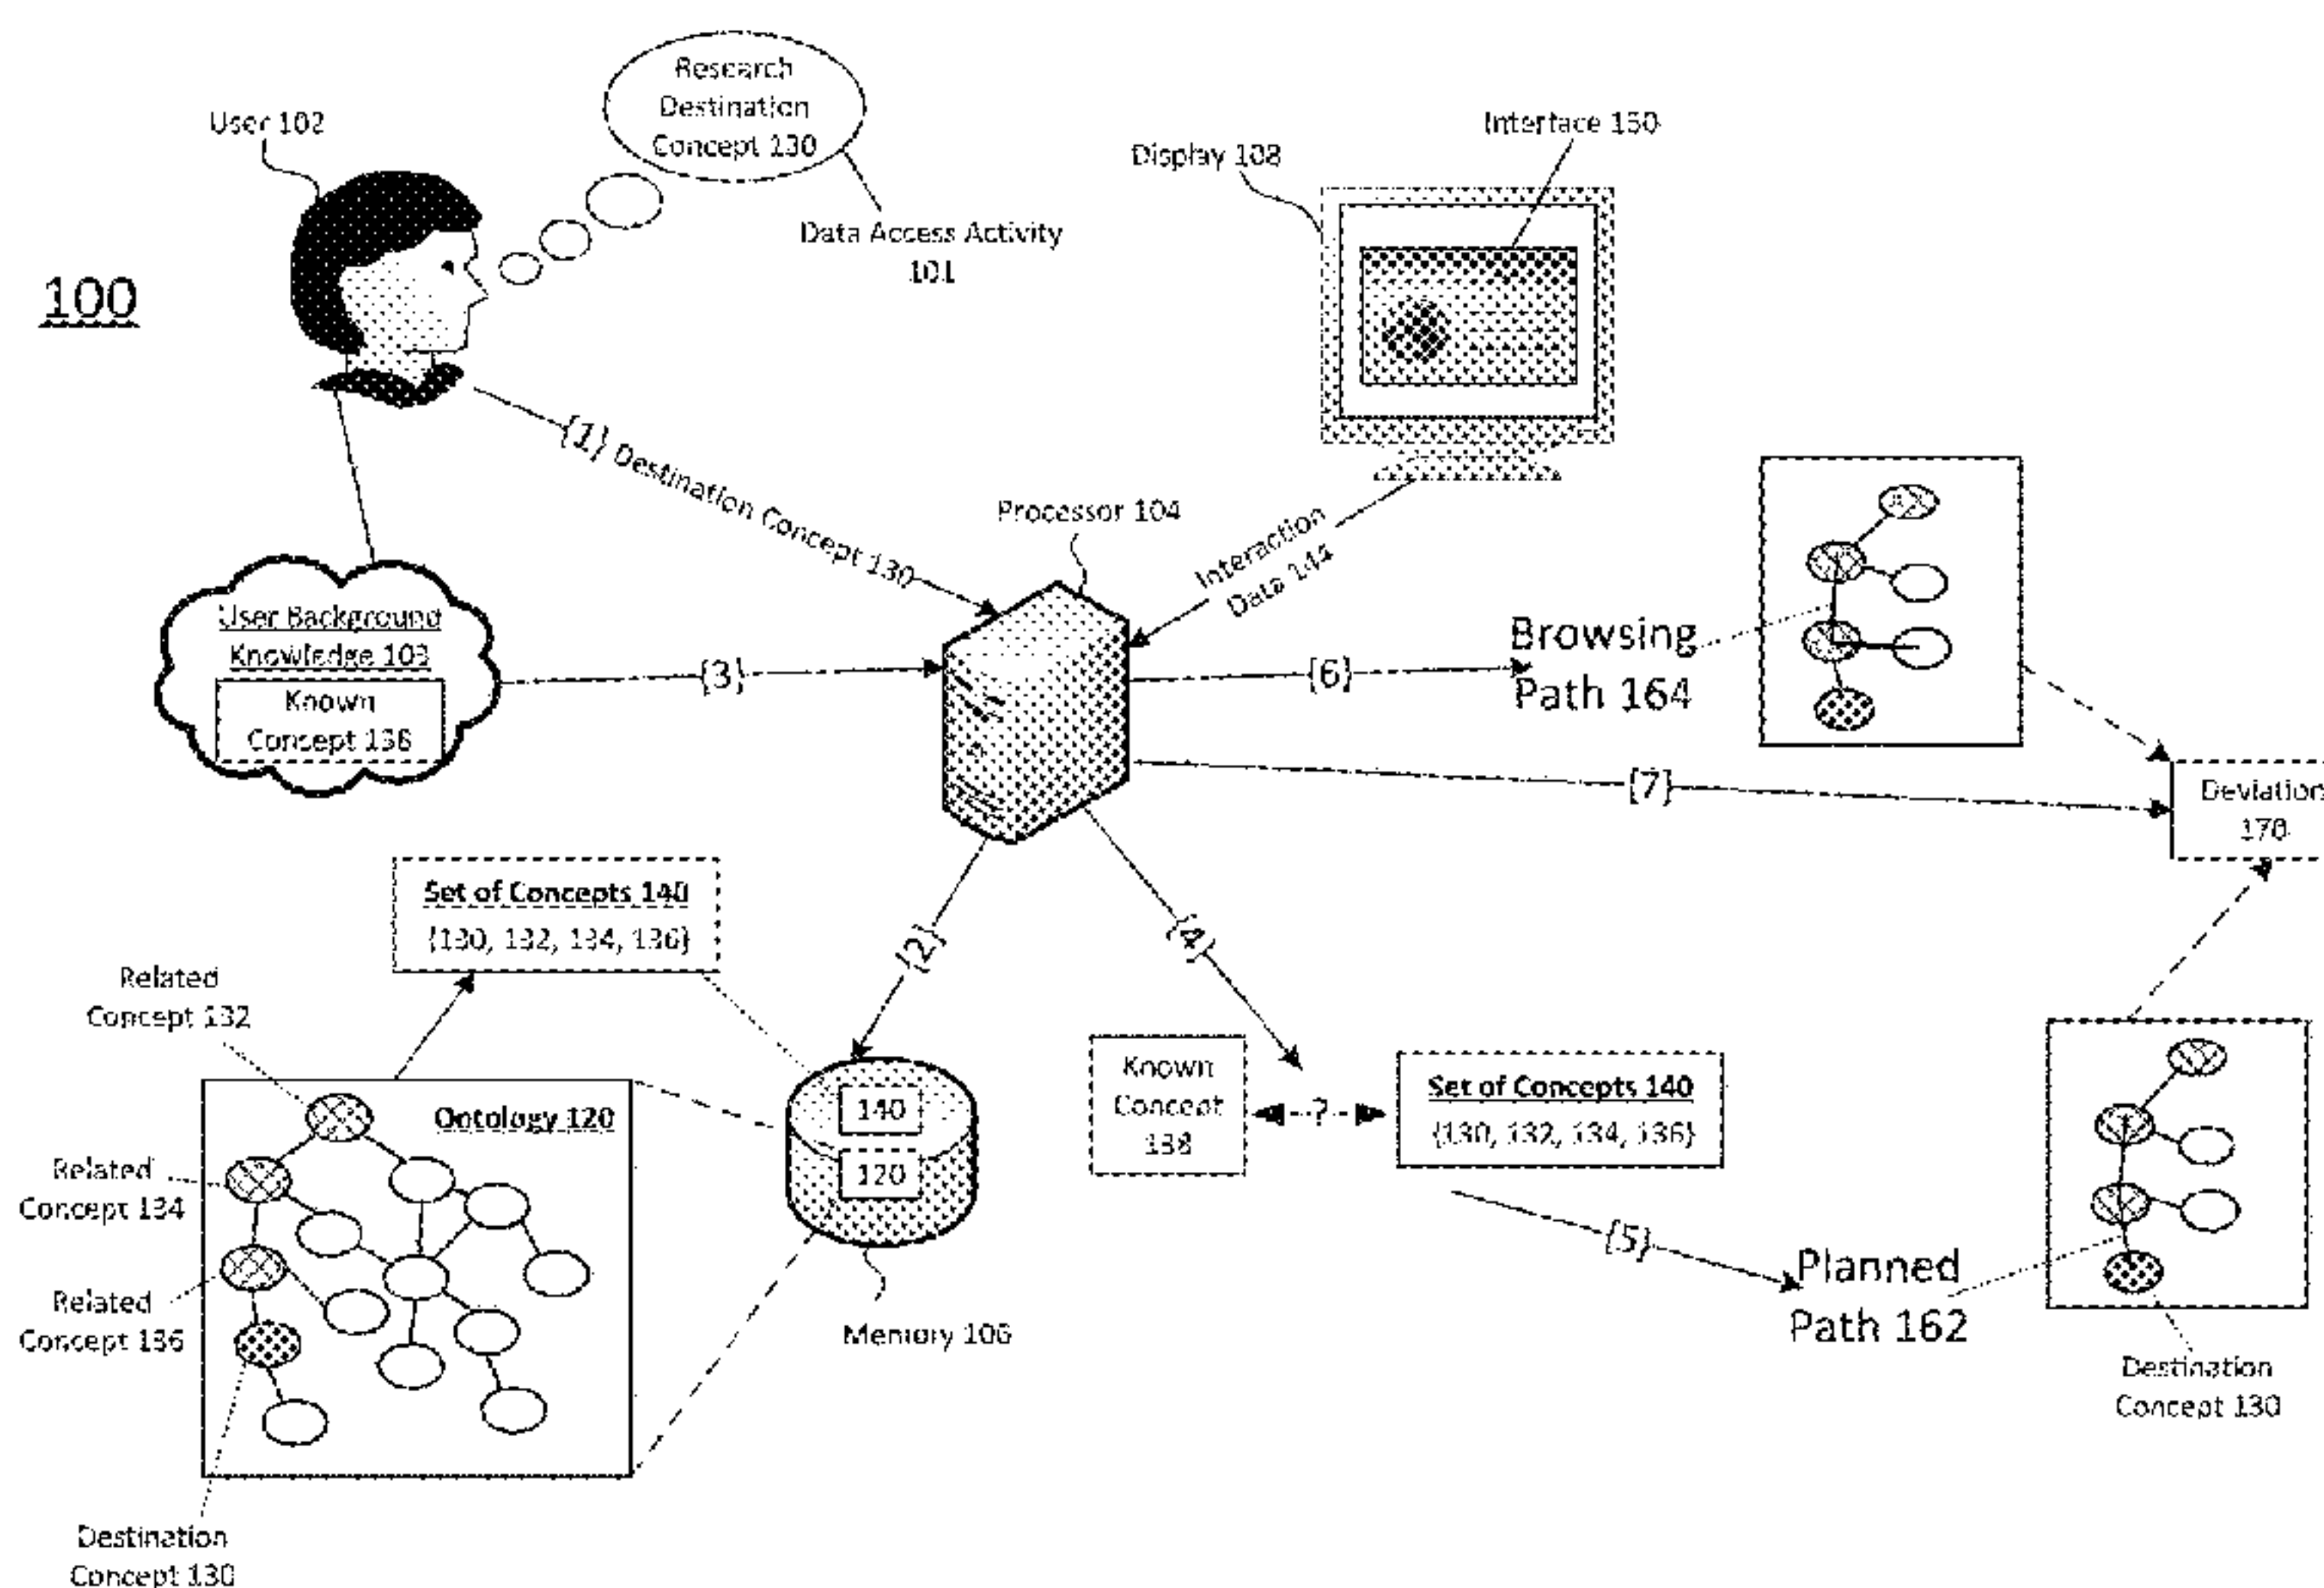 100
User 102
Research
Destination
Concept 130
Data Access Activity
101
Display 108
Interface 150
{1} Destination Concept 130
Processor 104
Interaction
Data 144
User Background
Knowledge 103
Known
Concept 138
{3}
{6}
Browsing
Path 164
{7}
Deviation
170
{2}
{4}
Set of Concepts 140
{130, 132, 134, 136}
Related
Concept 132
Ontology 120
Related
Concept 134
Related
Concept 136
Destination
Concept 130
140
120
Memory 106
Known
Concept
138
?
Set of Concepts 140
{130, 132, 134, 136}
{5}
Planned
Path 162
Destination
Concept 130